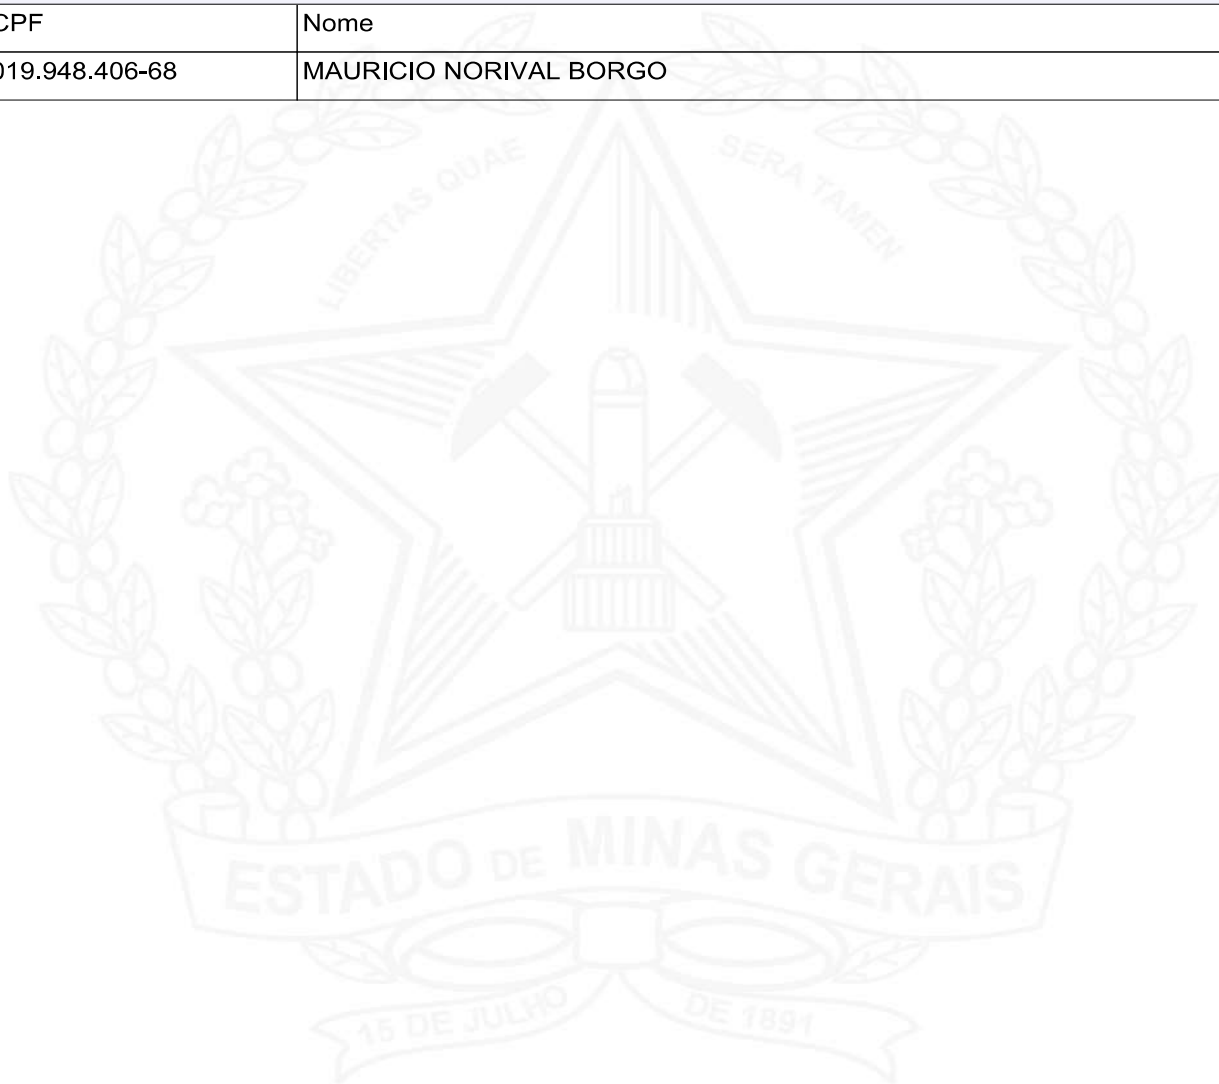 CPF Nome
019.948.406-68 MAURICIO NORIVAL BORGO
LIBERTAS QUAE SERA TAMEN
ESTADO DE MINAS GERAIS
15 DE JULHO DE 1891